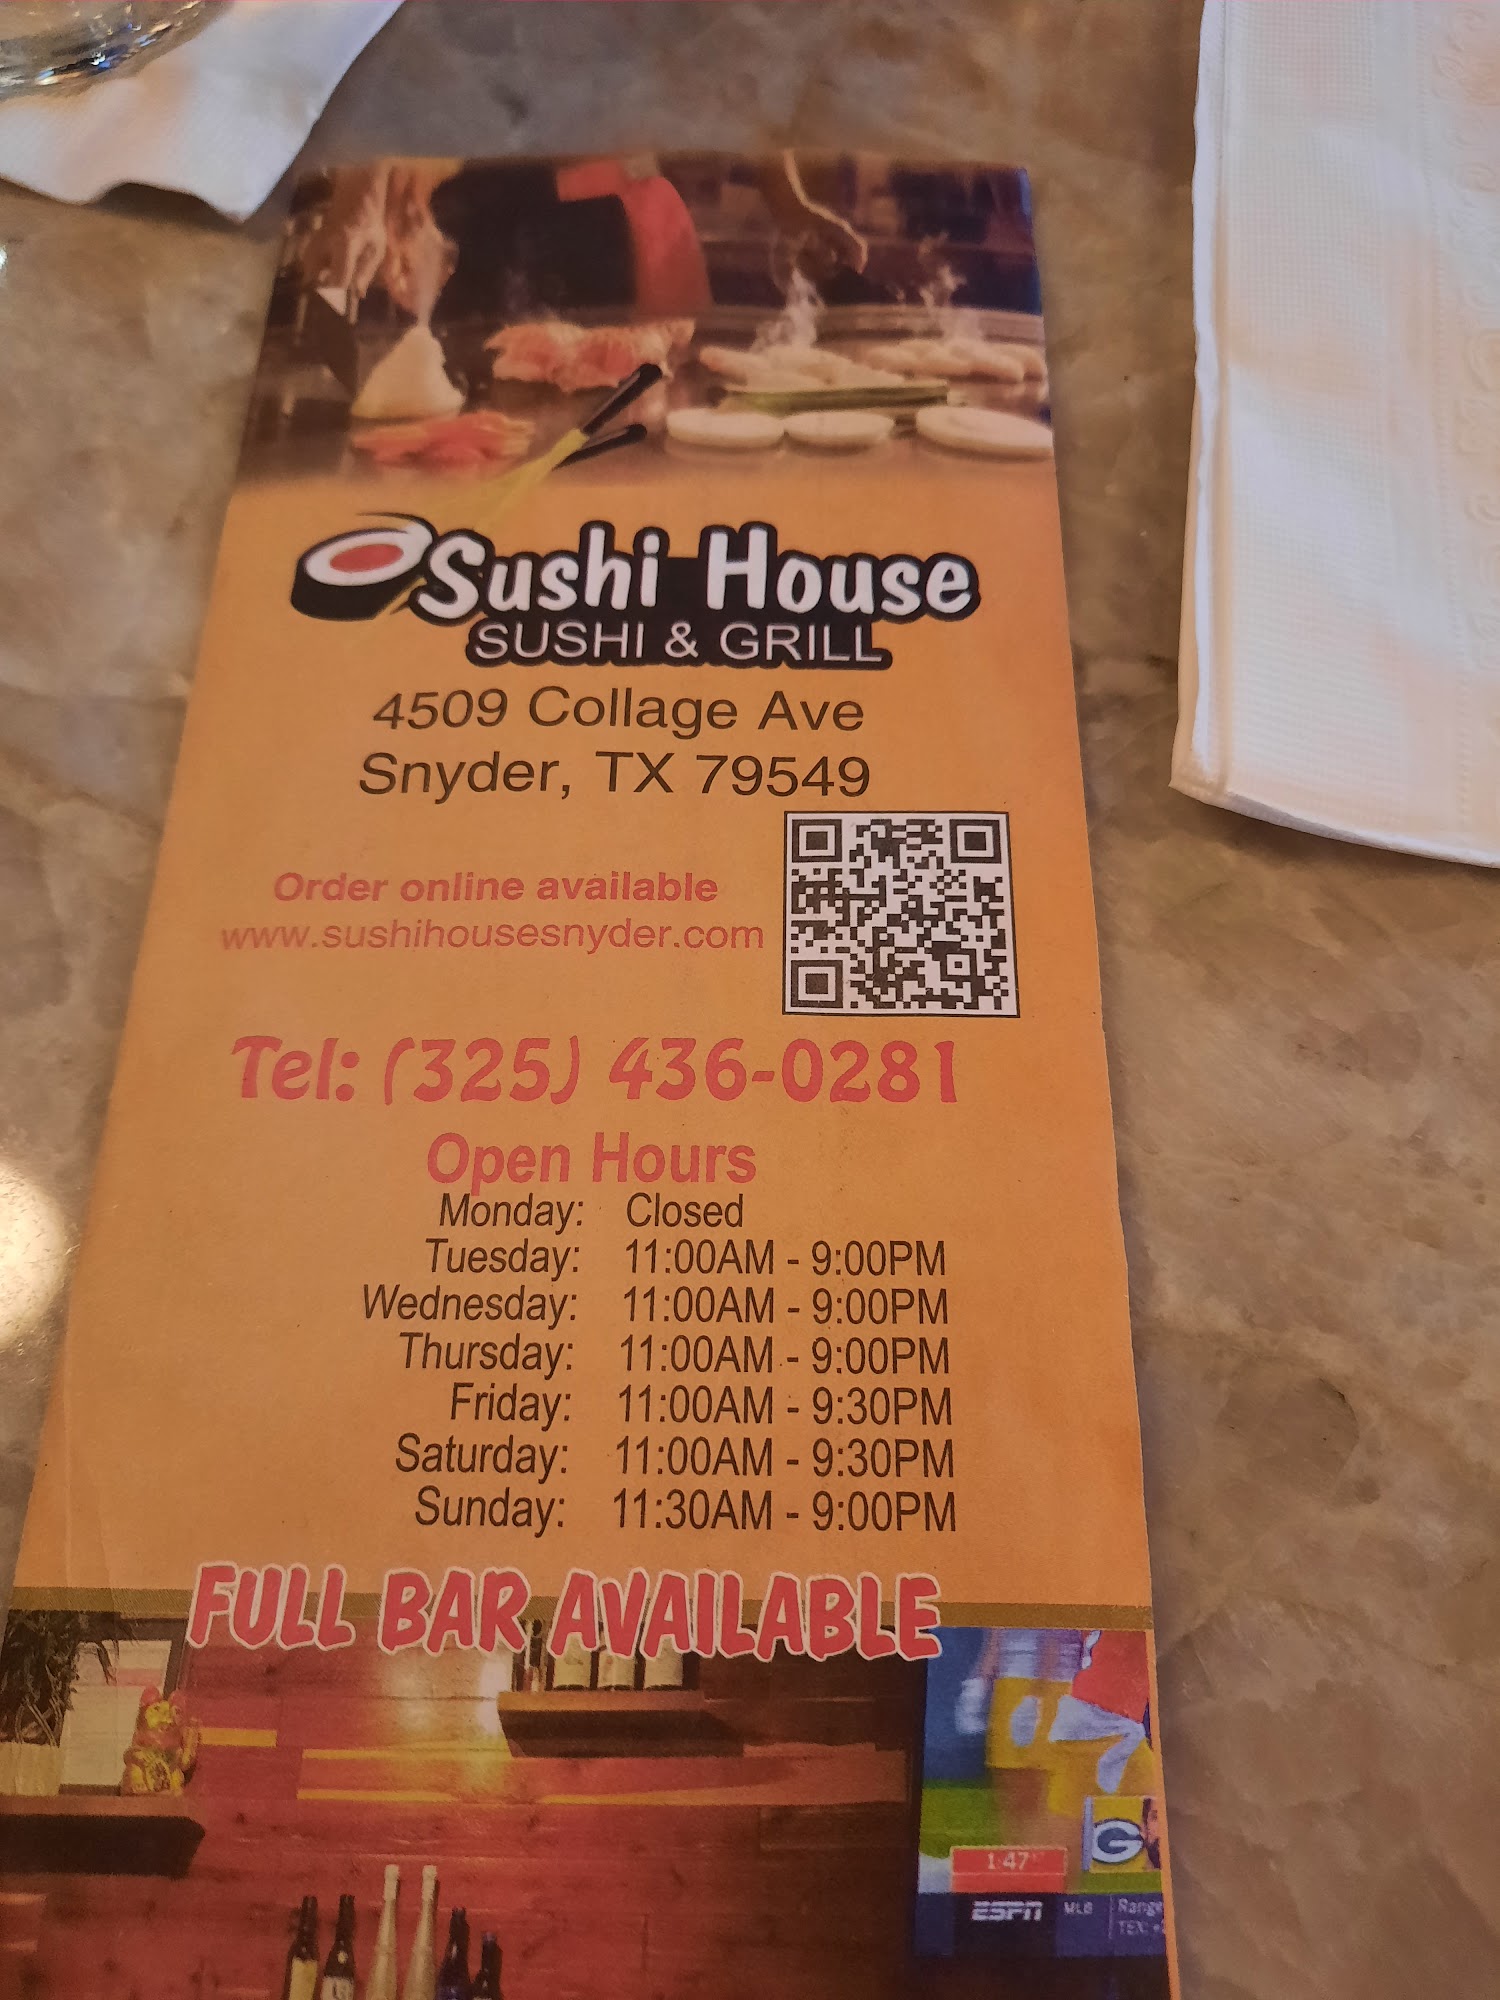 Sushi House
SUSHI & GRILL
4509 Collage Ave
Snyder, TX 79549
Order online available
www.sushihousesnyder.com
Tel: (325) 436-0281
Open Hours
Monday: Closed
Tuesday: 11:00AM - 9:00PM
Wednesday: 11:00AM - 9:00PM
Thursday: 11:00AM - 9:00PM
Friday: 11:00AM - 9:30PM
Saturday: 11:00AM - 9:30PM
Sunday: 11:30AM - 9:00PM
FULL BAR AVAILABLE
G
1:47
ESPN MLB